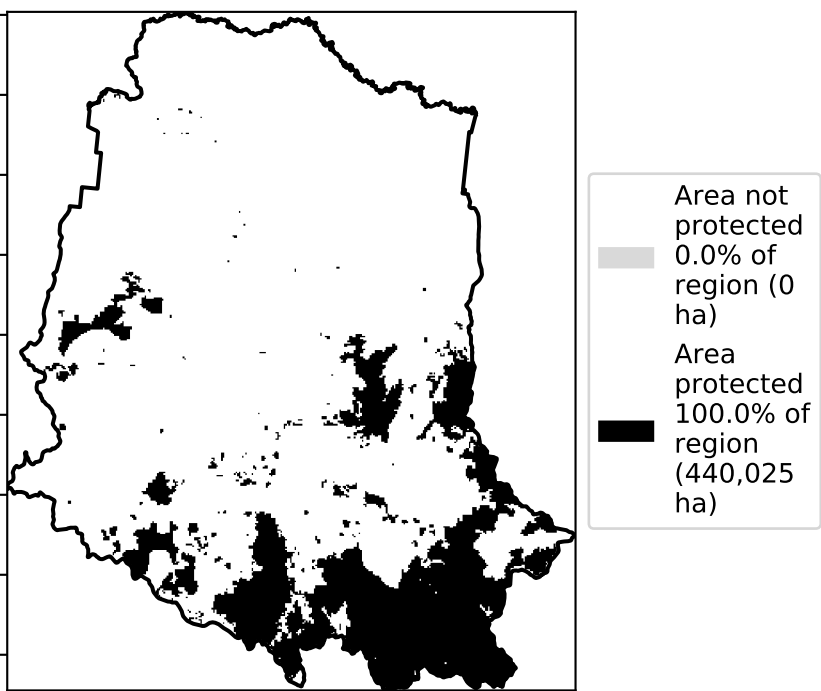 Area not
protected
0.0% of
region (0
ha)
Area
protected
100.0% of
region
(440,025
ha)